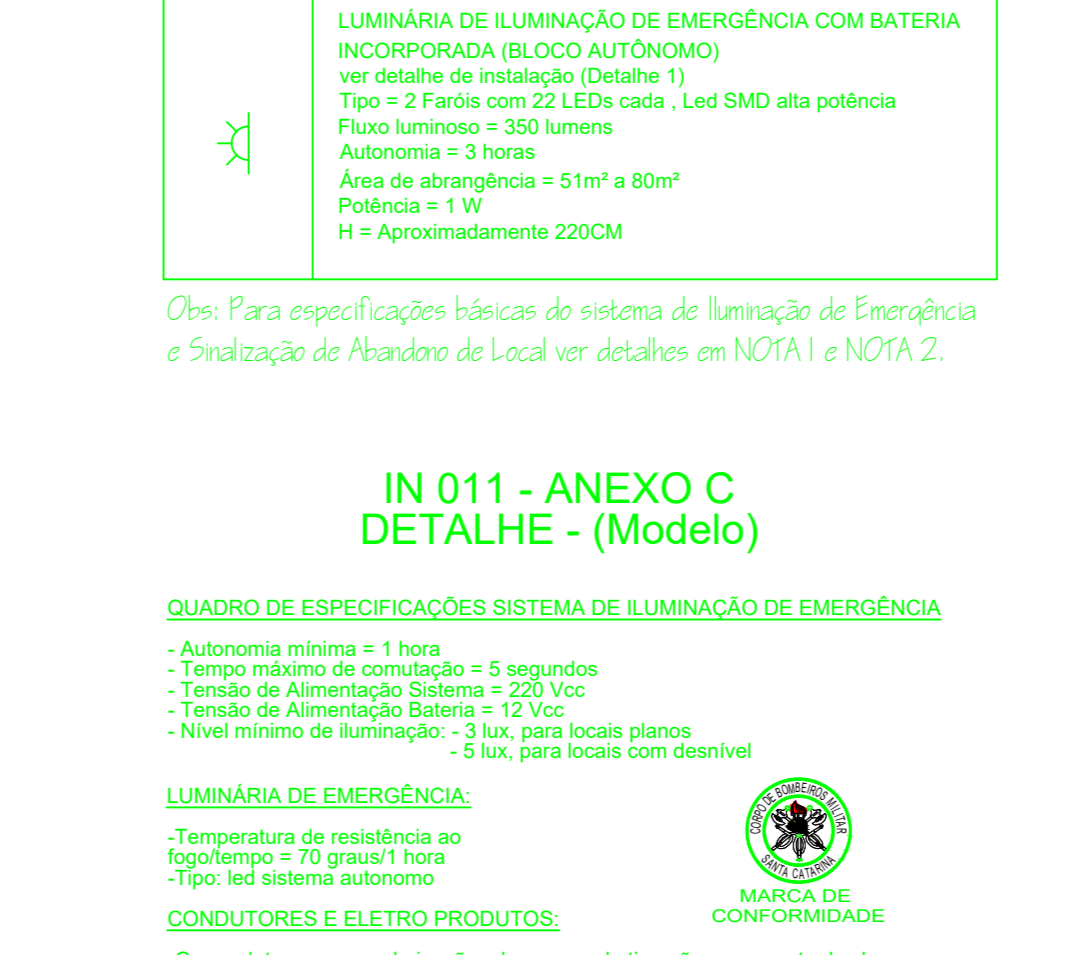 LUMINÁRIA DE ILUMINAÇÃO DE EMERGÊNCIA COM BATERIA
INCORPORADA (BLOCO AUTÔNOMO)
ver detalhe de instalação (Detalhe 1)
Tipo = 2 Faróis com 22 LEDs cada , Led SMD alta potência
Fluxo luminoso = 350 lumens
Autonomia = 3 horas
Área de abrangência = 51m² a 80m²
Potência = 1 W
H = Aproximadamente 220CM
Obs: Para especificações básicas do sistema de Iluminação de Emergência
e Sinalização de Abandono de Local ver detalhes em NOTA 1 e NOTA 2.
IN 011 - ANEXO C
DETALHE - (Modelo)
QUADRO DE ESPECIFICAÇÕES SISTEMA DE ILUMINAÇÃO DE EMERGÊNCIA
- Autonomia mínima = 1 hora
- Tempo máximo de comutação = 5 segundos
- Tensão de Alimentação Sistema = 220 Vcc
- Tensão de Alimentação Bateria = 12 Vcc
- Nível mínimo de iluminação: - 3 lux, para locais planos
- 5 lux, para locais com desnível
LUMINÁRIA DE EMERGÊNCIA:
-Temperatura de resistência ao
fogo/tempo = 70 graus/1 hora
-Tipo: led sistema autonomo
CORPO DE BOMBEIROS MILITAR
SANTA CATARINA
MARCA DE
CONFORMIDADE
CONDUTORES E ELETRO PRODUTOS: